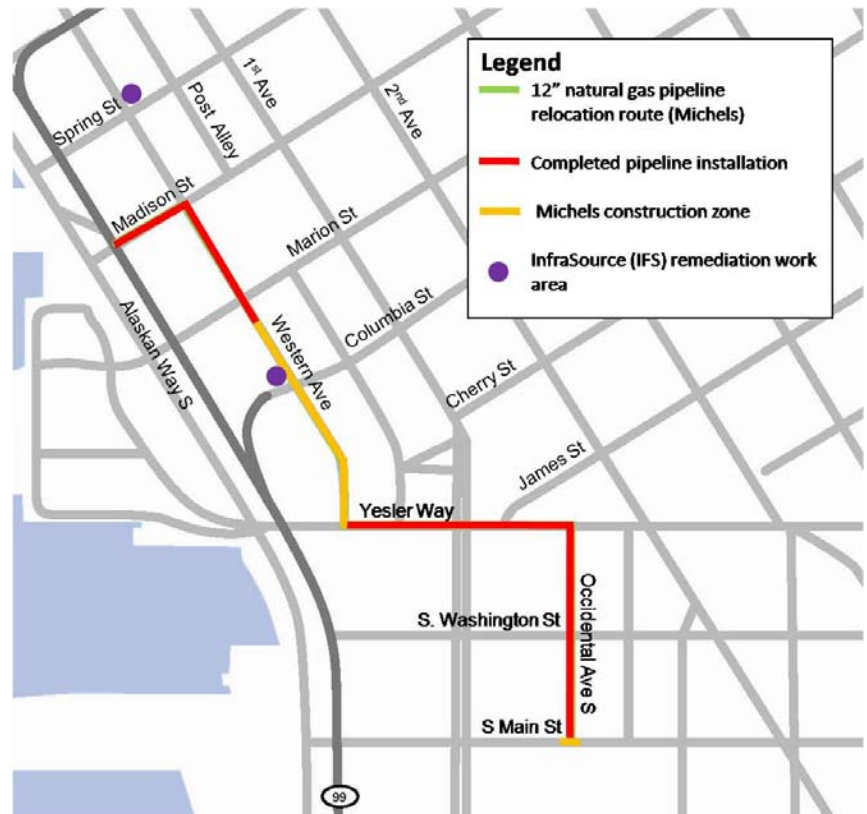 Legend
12” natural gas pipeline
relocation route (Michels)
Completed pipeline installation
Michels construction zone
InfraSource (IFS) remediation work
area
1st Ave
2nd Ave
Post Alley
Spring St
Madison St
Marion St
Columbia St
Western Ave
Alaskan Way S
Cherry St
James St
Yesler Way
Occidental Ave S
S. Washington St
S Main St
99